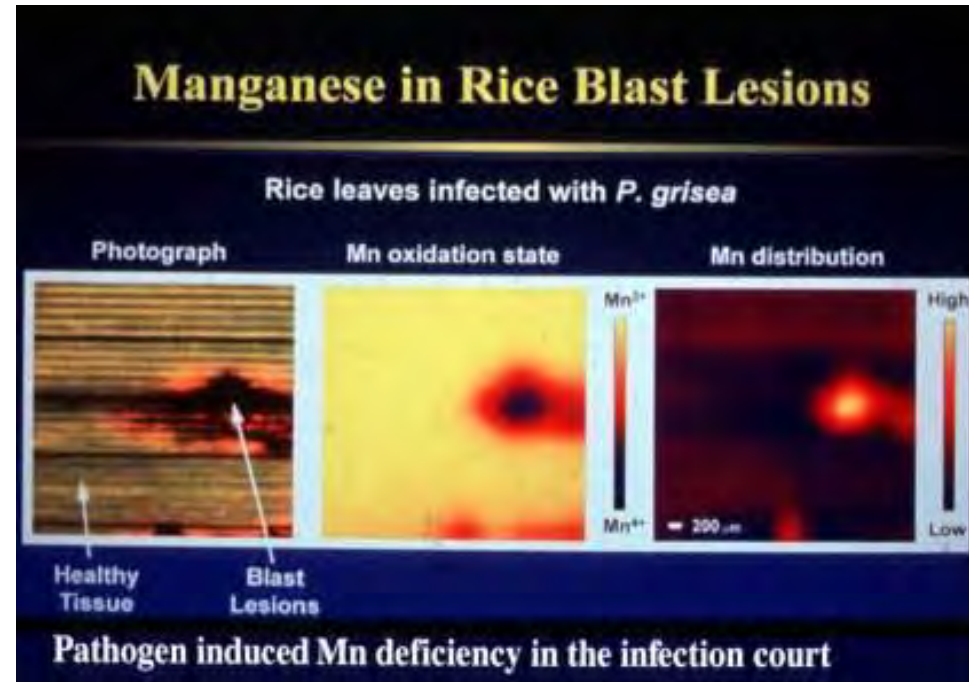 Manganese in Rice Blast Lesions
Rice leaves infected with P. grisea
Photograph
Mn oxidation state
Mn distribution
Mn²⁺
High
Mn⁴⁺
200 μm
Low
Healthy
Tissue
Blast
Lesions
Pathogen induced Mn deficiency in the infection court